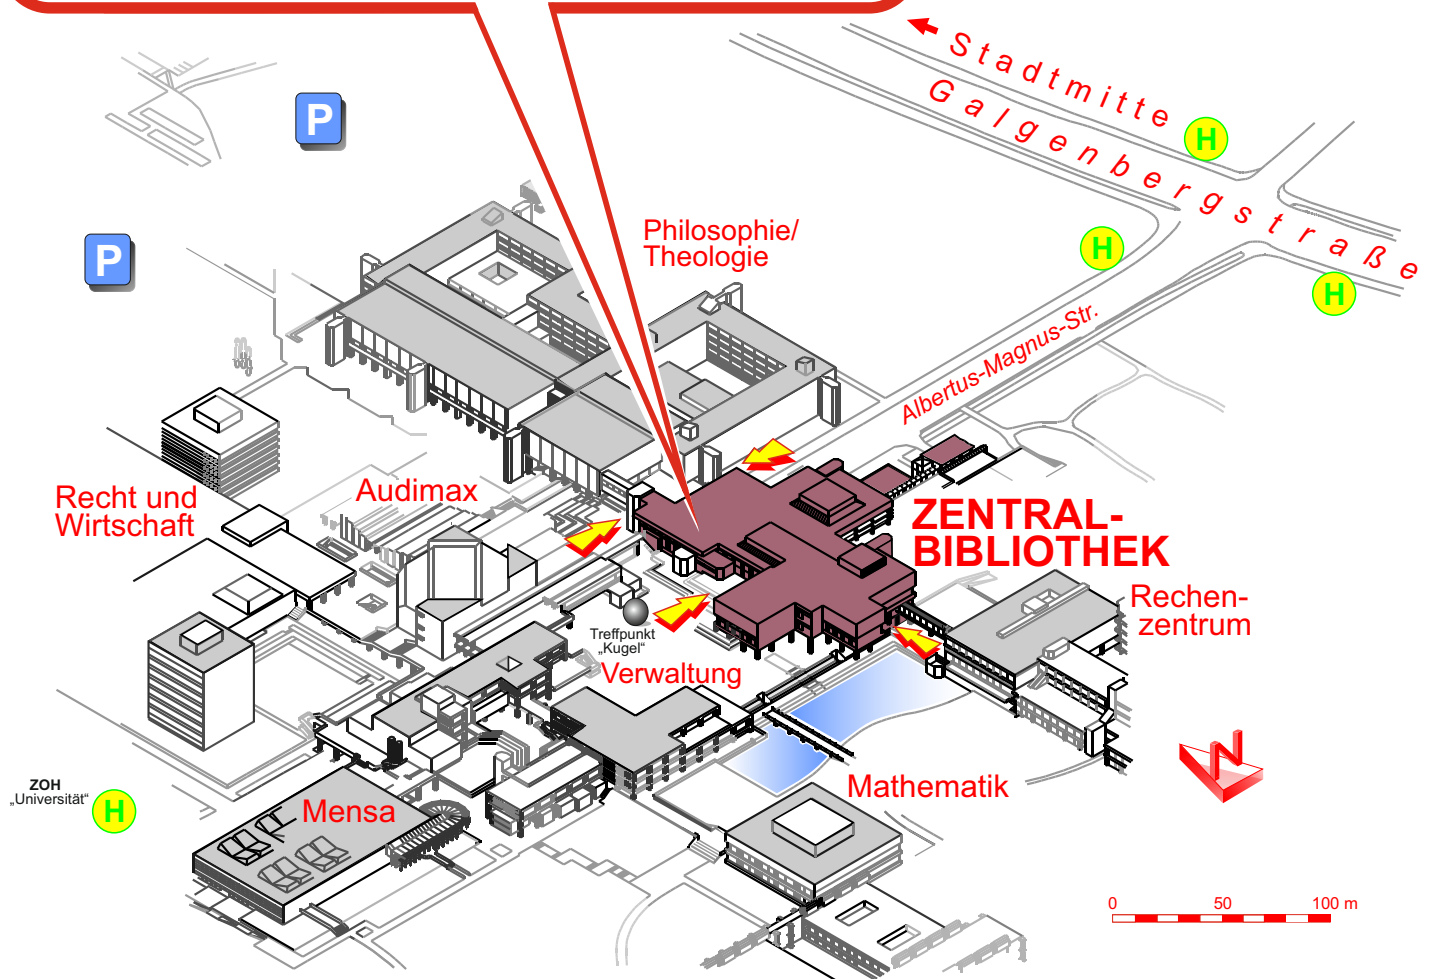 Stadtmitte
H
Galgenbergstraße
P
H
H
P
Philosophie/
Theologie
Albertus-Magnus-Str.
Recht und
Wirtschaft
Audimax
ZENTRAL-
BIBLIOTHEK
Rechen-
zentrum
Treffpunkt
„Kugel“
Verwaltung
N
ZOH
„Universität“
H
Mensa
Mathematik
0 50 100 m